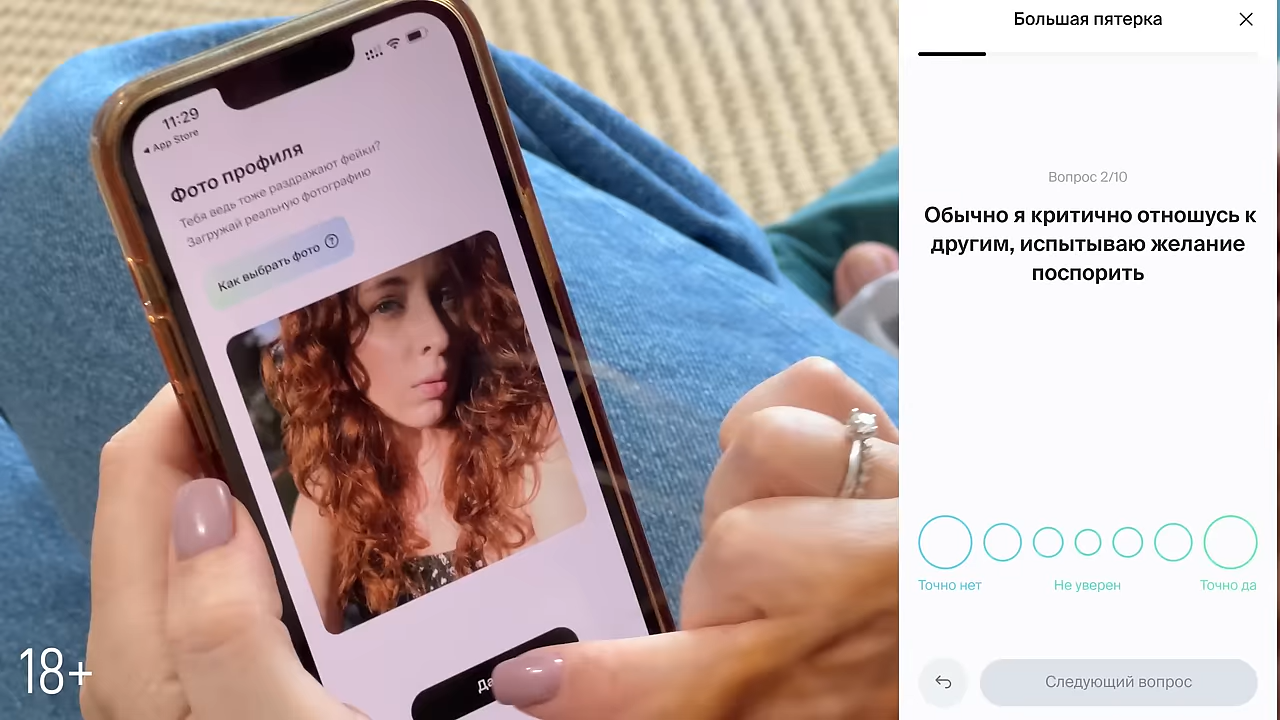 11:29
App Store
Фото профиля
Тебя ведь тоже раздражают фейки?
Загружай реальную фотографию
Как выбрать фото ?
18+
Большая пятерка
Вопрос 2/10
Обычно я критично отношусь к
другим, испытываю желание
поспорить
Точно нет
Не уверен
Точно да
Следующий вопрос